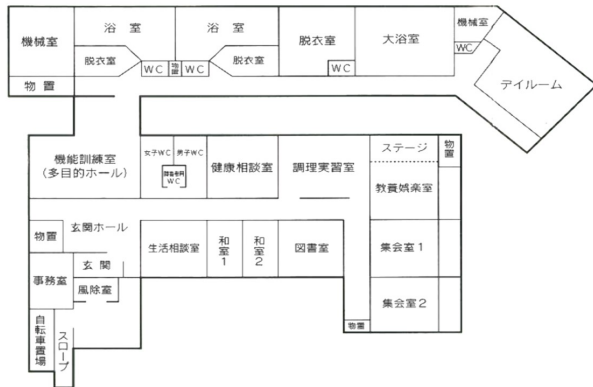 機械室
浴 室
浴 室
脱衣室
大浴室
機械室
脱衣室
WC
物置
WC
脱衣室
WC
WC
物 置
デイルーム
機能訓練室
(多目的ホール)
女子WC
男子WC
WC
健康相談室
調理実習室
ステージ
物置
教養娯楽室
物置
玄関ホール
生活相談室
和室1
和室2
図書室
集会室1
事務室
玄 関
風除室
集会室2
自転車置場
スロープ
物置